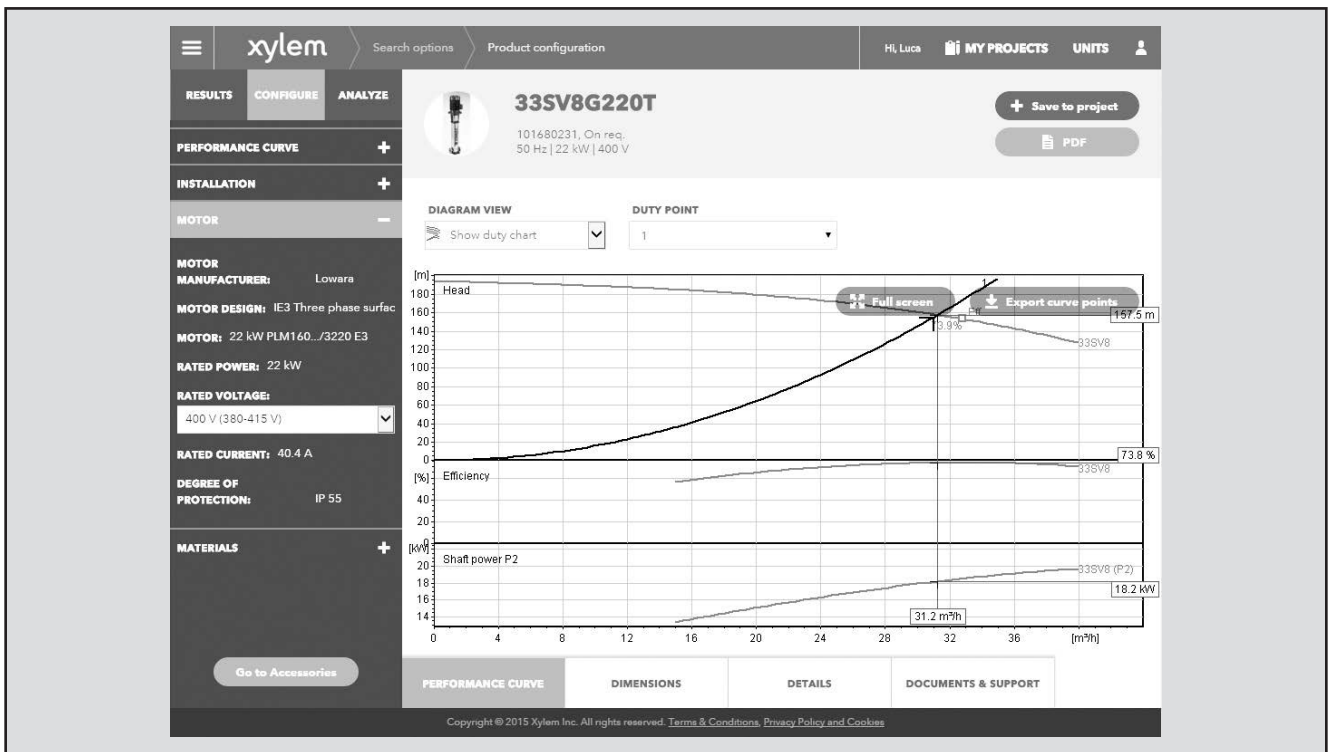 xylem
Search options
Product configuration
Hi, Luca
MY PROJECTS
UNITS
RESULTS
CONFIGURE
ANALYZE
PERFORMANCE CURVE +
INSTALLATION +
MOTOR −
MOTOR
MANUFACTURER: Lowara
MOTOR DESIGN: IE3 Three phase surfac
MOTOR: 22 kW PLM160.../3220 E3
RATED POWER: 22 kW
RATED VOLTAGE:
400 V (380-415 V)
RATED CURRENT: 40.4 A
DEGREE OF
PROTECTION: IP 55
MATERIALS +
Go to Accessories
33SV8G220T
101680231, On req.
50 Hz | 22 kW | 400 V
+ Save to project
PDF
DIAGRAM VIEW
Show duty chart
DUTY POINT
1
[m]
Head
180
160
140
120
100
80
60
40
20
0
1
Full screen
Export curve points
157.5 m
3.9%
33SV8
73.8 %
[%]
Efficiency
33SV8
40
20
0
[kW]
Shaft power P2
20
18
16
14
33SV8 (P2)
18.2 kW
31.2 m³/h
0 4 8 12 16 20 24 28 32 36 [m³/h]
PERFORMANCE CURVE
DIMENSIONS
DETAILS
DOCUMENTS & SUPPORT
Copyright © 2015 Xylem Inc. All rights reserved. Terms & Conditions, Privacy Policy and Cookies